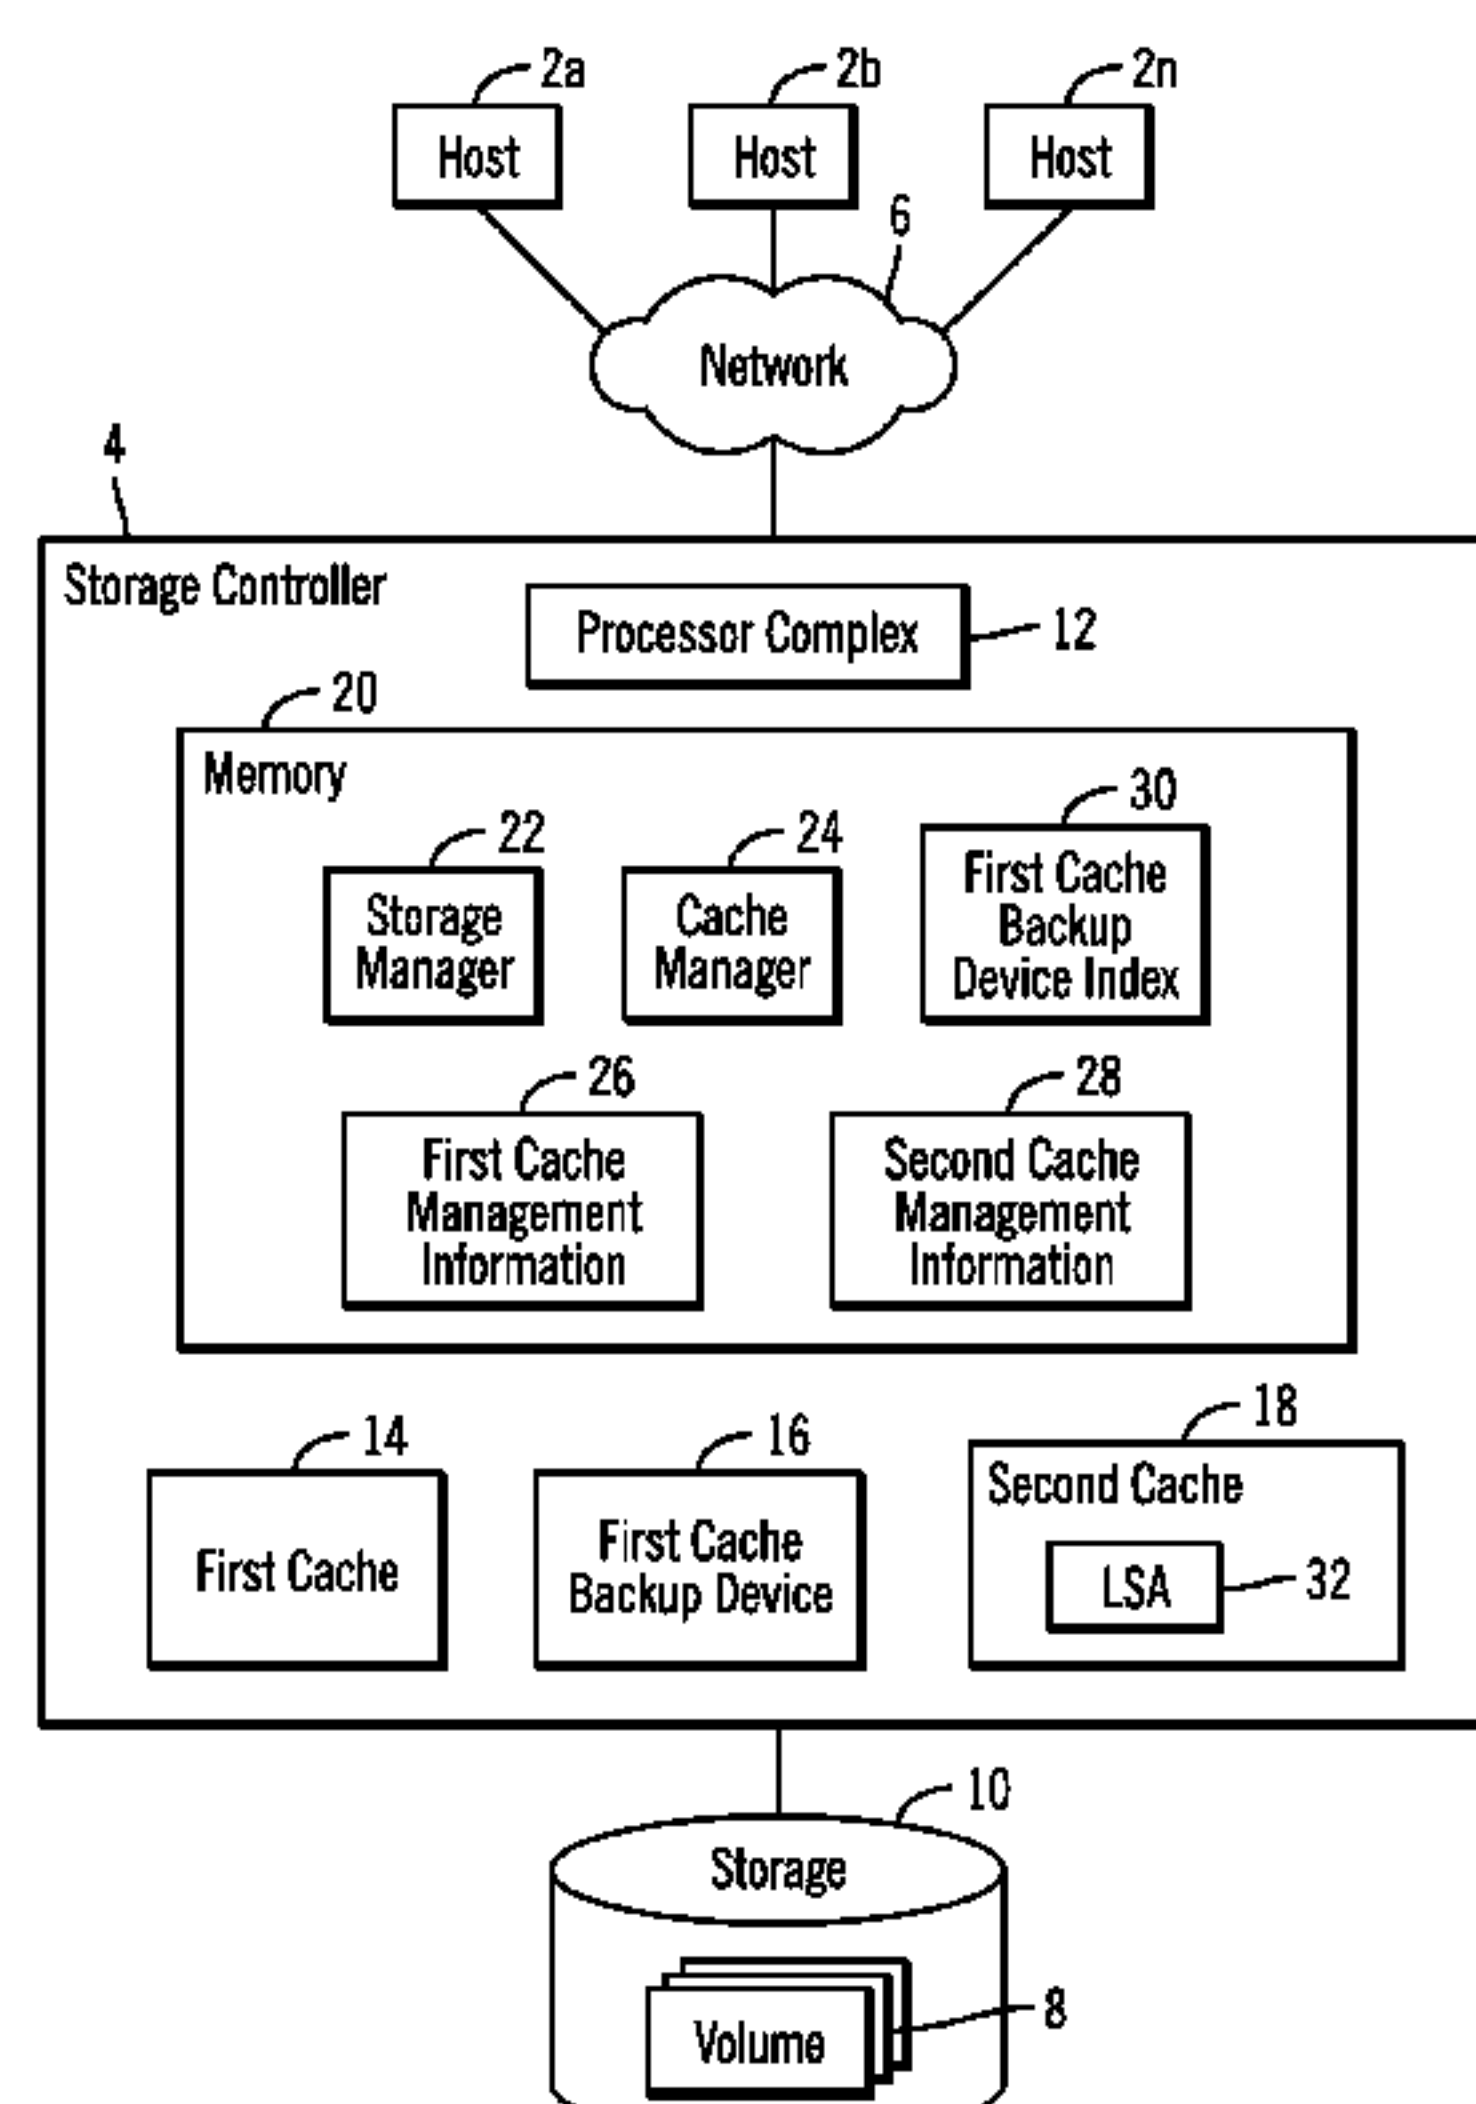 2a
2b
2n
Host
Host
Host
6
Network
4
Storage Controller
Processor Complex
12
20
Memory
22
24
30
Storage
Manager
Cache
Manager
First Cache
Backup
Device Index
26
28
First Cache
Management
Information
Second Cache
Management
Information
14
16
18
First Cache
First Cache
Backup Device
Second Cache
LSA
32
10
Storage
Volume
8